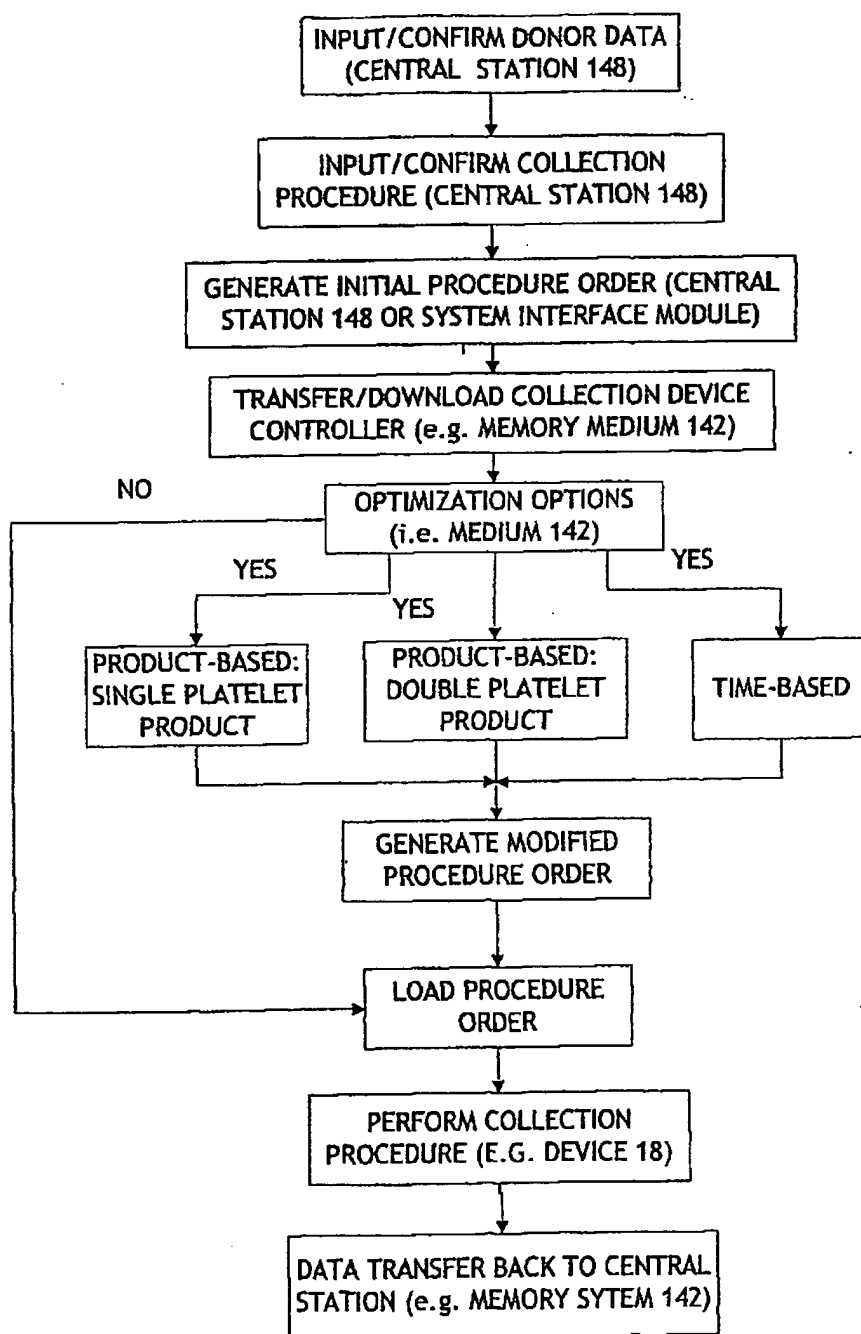 INPUT/CONFIRM DONOR DATA
(CENTRAL STATION 148)
INPUT/CONFIRM COLLECTION
PROCEDURE (CENTRAL STATION 148)
GENERATE INITIAL PROCEDURE ORDER (CENTRAL
STATION 148 OR SYSTEM INTERFACE MODULE)
TRANSFER/DOWNLOAD COLLECTION DEVICE
CONTROLLER (e.g. MEMORY MEDIUM 142)
NO
OPTIMIZATION OPTIONS
(i.e. MEDIUM 142)
YES
YES
YES
PRODUCT-BASED:
SINGLE PLATELET
PRODUCT
PRODUCT-BASED:
DOUBLE PLATELET
PRODUCT
TIME-BASED
GENERATE MODIFIED
PROCEDURE ORDER
LOAD PROCEDURE
ORDER
PERFORM COLLECTION
PROCEDURE (E.G. DEVICE 18)
DATA TRANSFER BACK TO CENTRAL
STATION (e.g. MEMORY SYTEM 142)